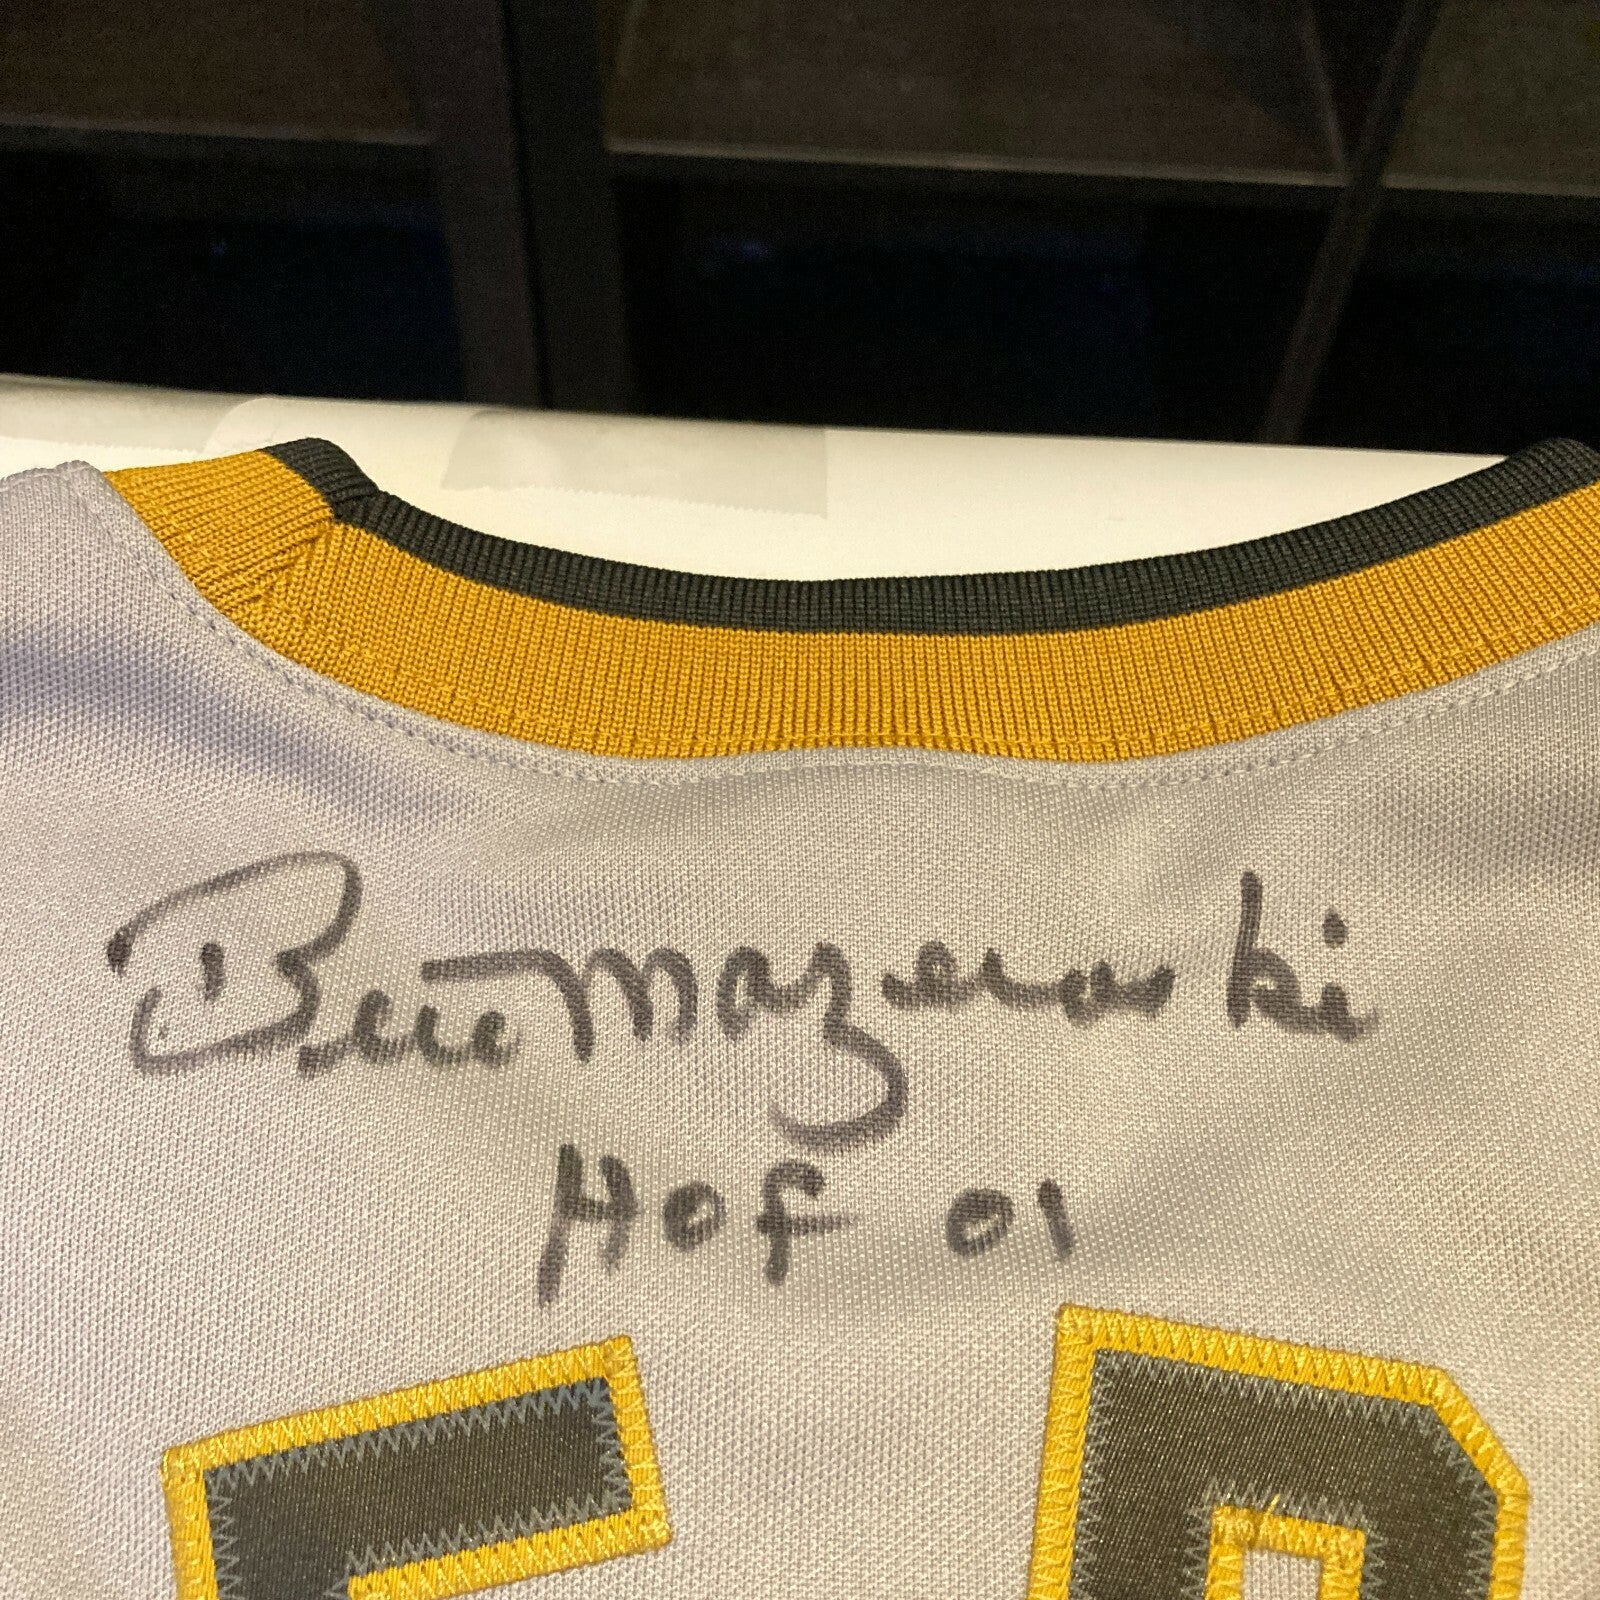 Bill Mazeroski
HOF 01